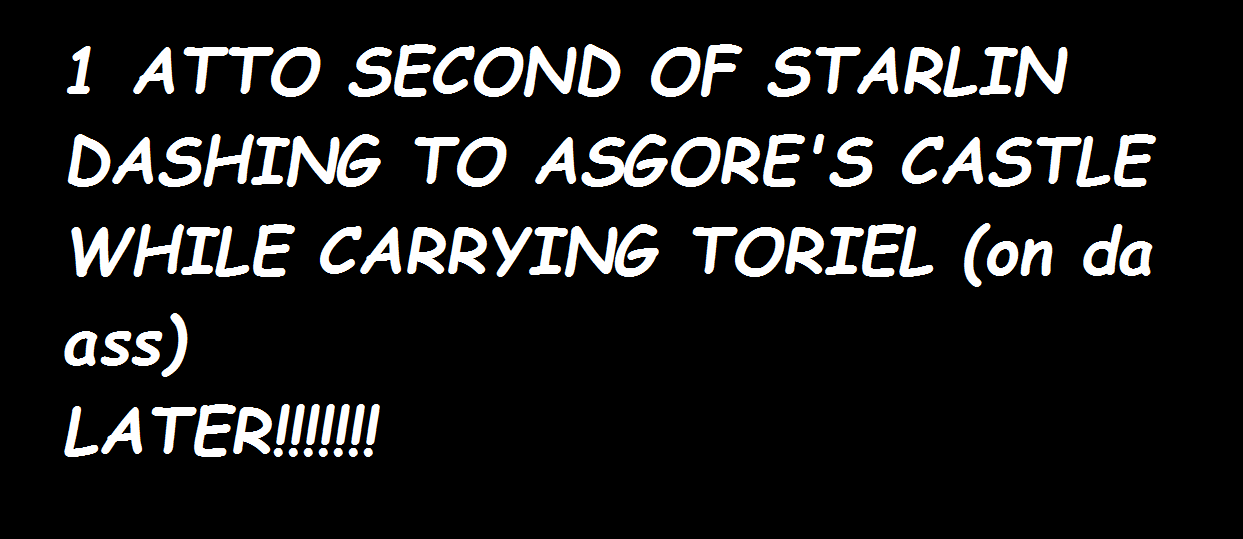 1 ATTO SECOND OF STARLIN
DASHING TO ASGORE'S CASTLE
WHILE CARRYING TORIEL (on da
ass)
LATER!!!!!!!